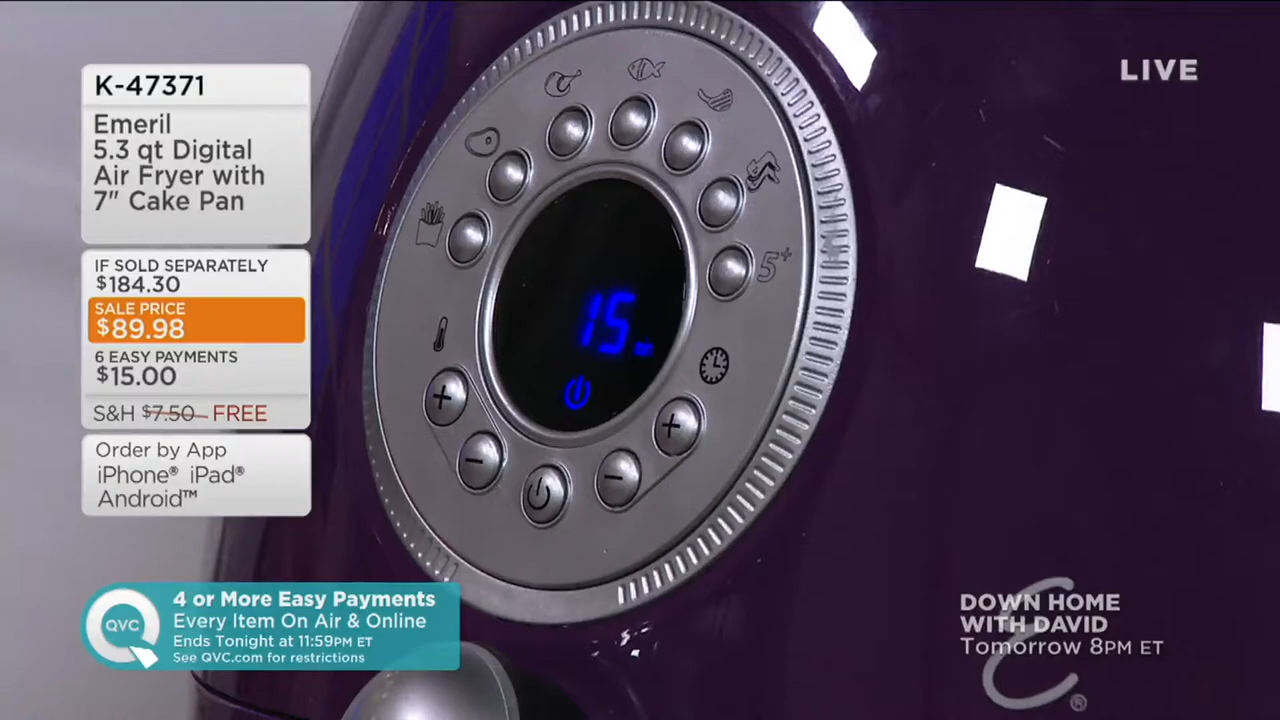 K-47371
Emeril
5.3 qt Digital
Air Fryer with
7" Cake Pan
IF SOLD SEPARATELY
$184.30
SALE PRICE
$89.98
6 EASY PAYMENTS
$15.00
S&H $7.50 FREE
Order by App
iPhone® iPad®
Android™
QVC
4 or More Easy Payments
Every Item On Air & Online
Ends Tonight at 11:59PM ET
See QVC.com for restrictions
LIVE
5+
15
+
+
-
-
DOWN HOME
WITH DAVID
Tomorrow 8PM ET
E®